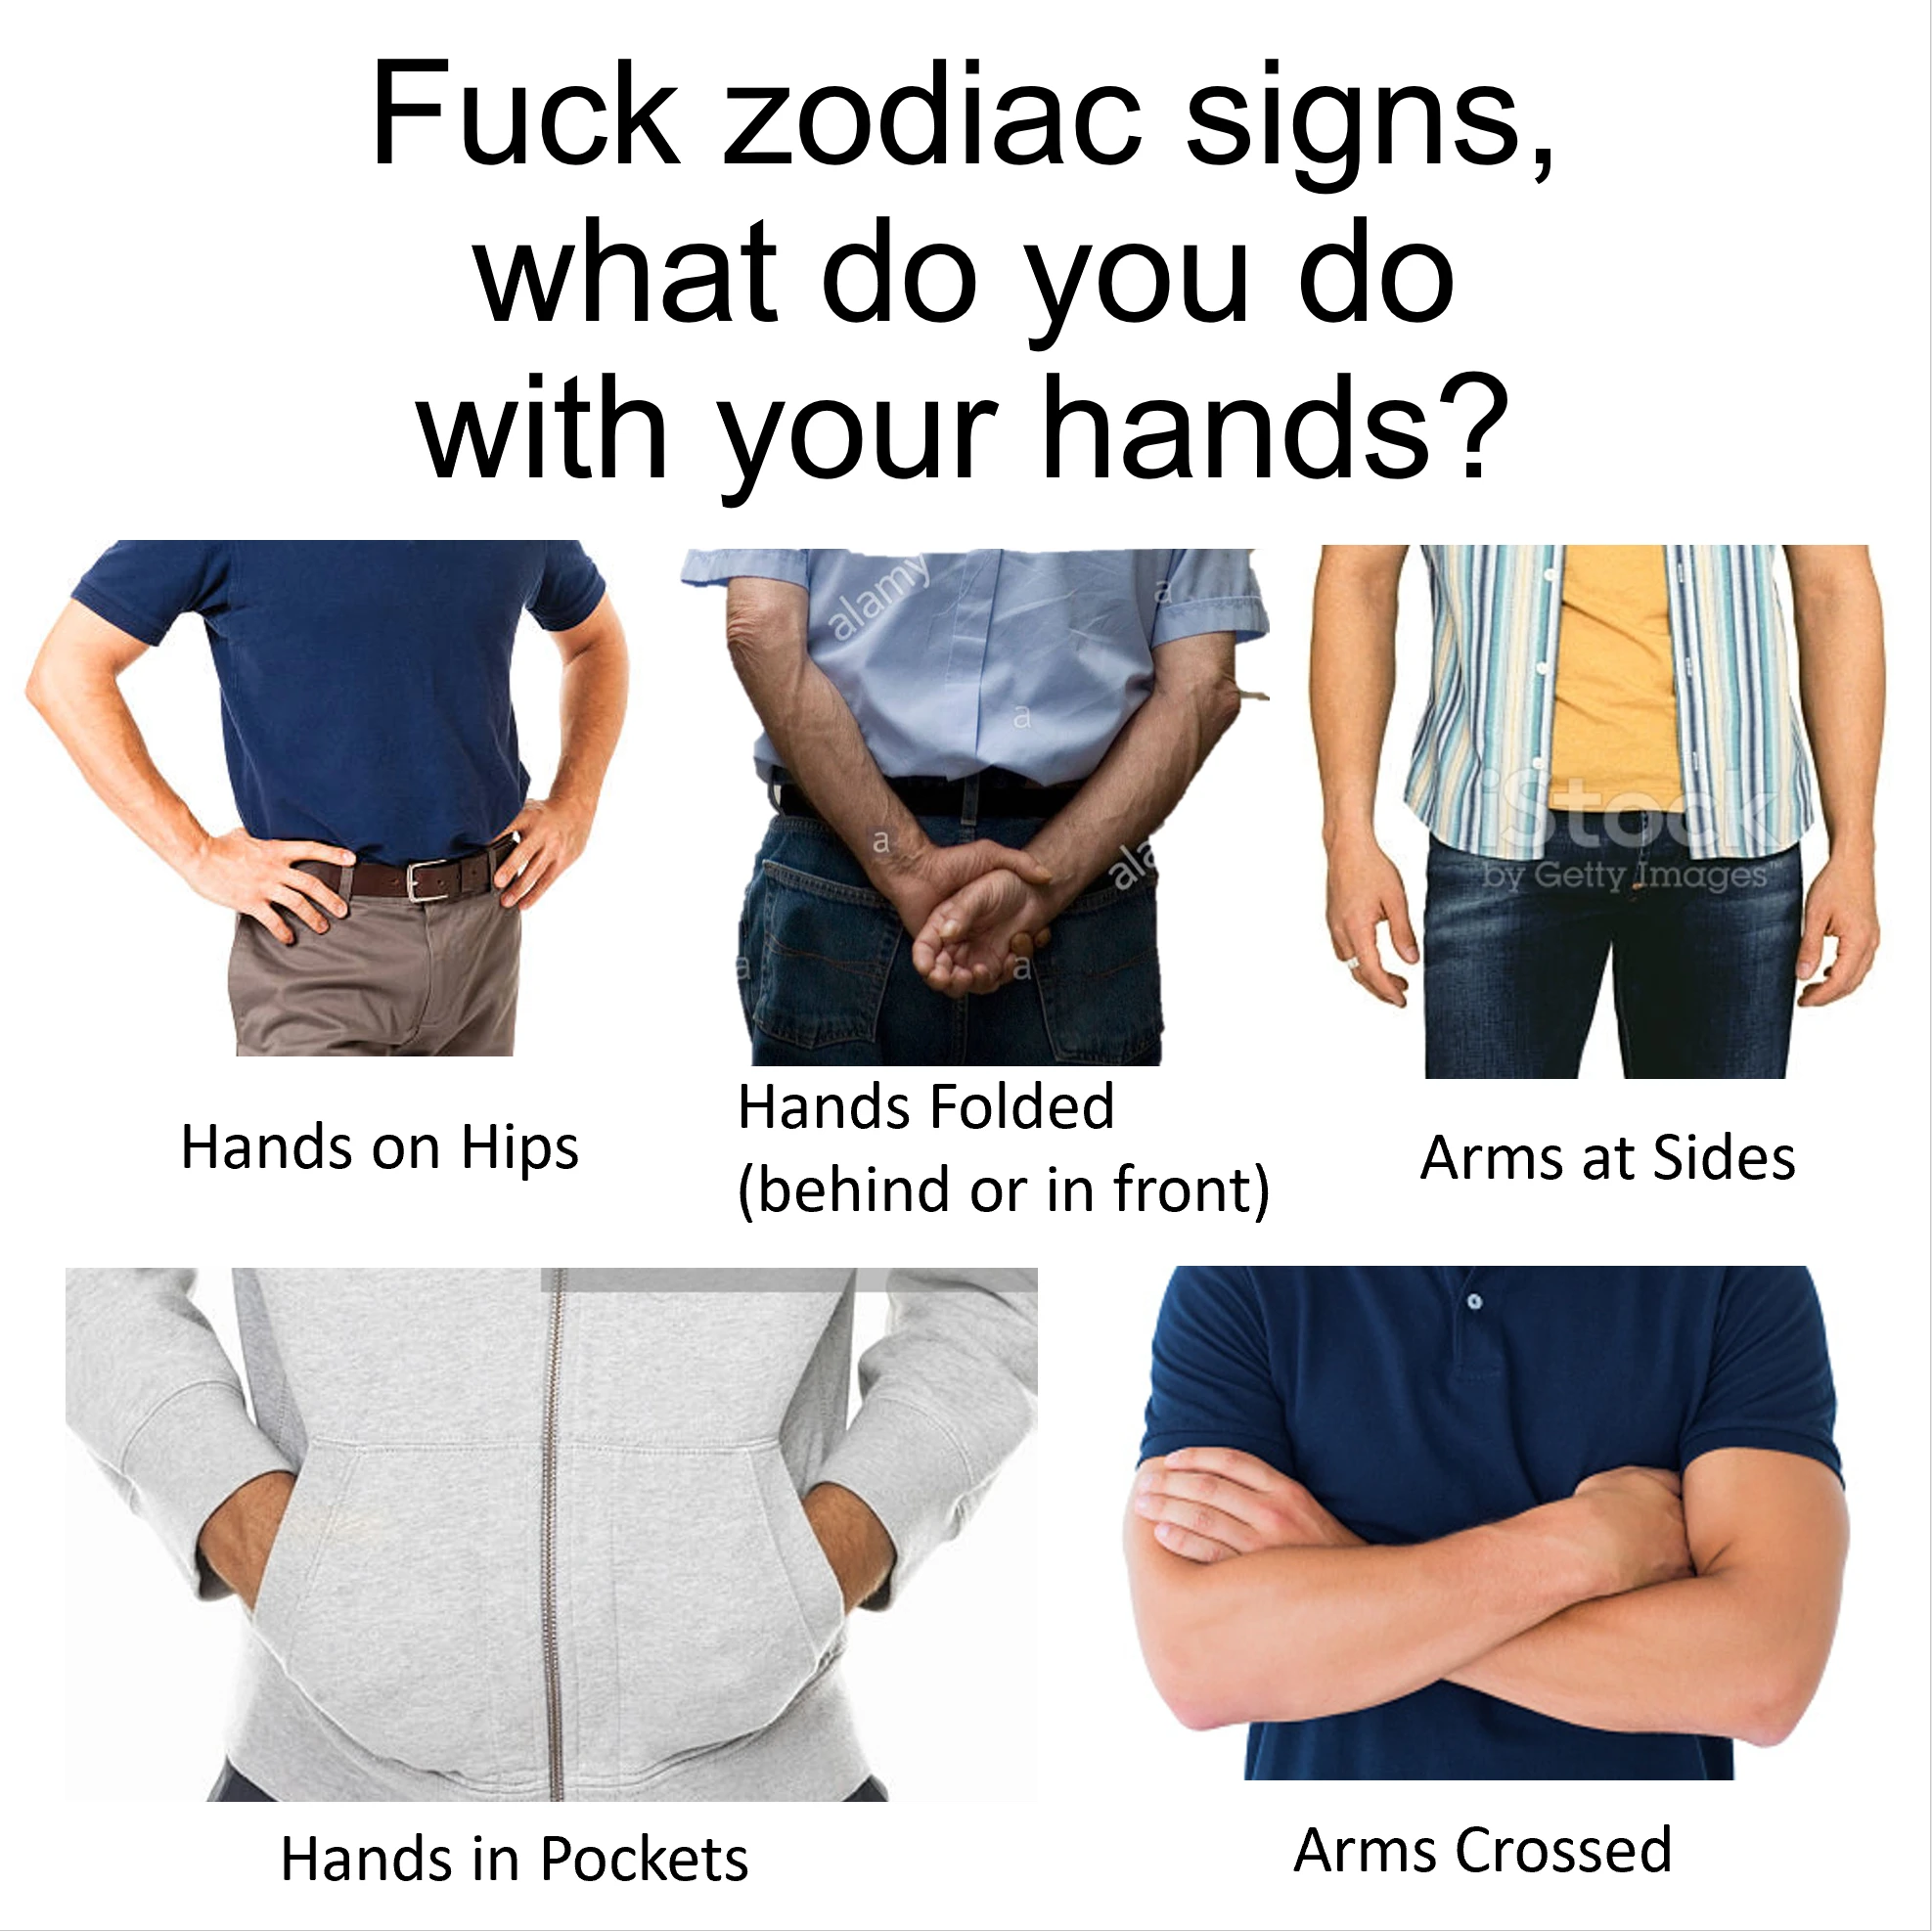 Fuck zodiac signs,
what do you do
with your hands?
alamy
a
a
a
ala
a
a
iStock
by Getty Images
Hands on Hips
Hands Folded
(behind or in front)
Arms at Sides
Hands in Pockets
Arms Crossed